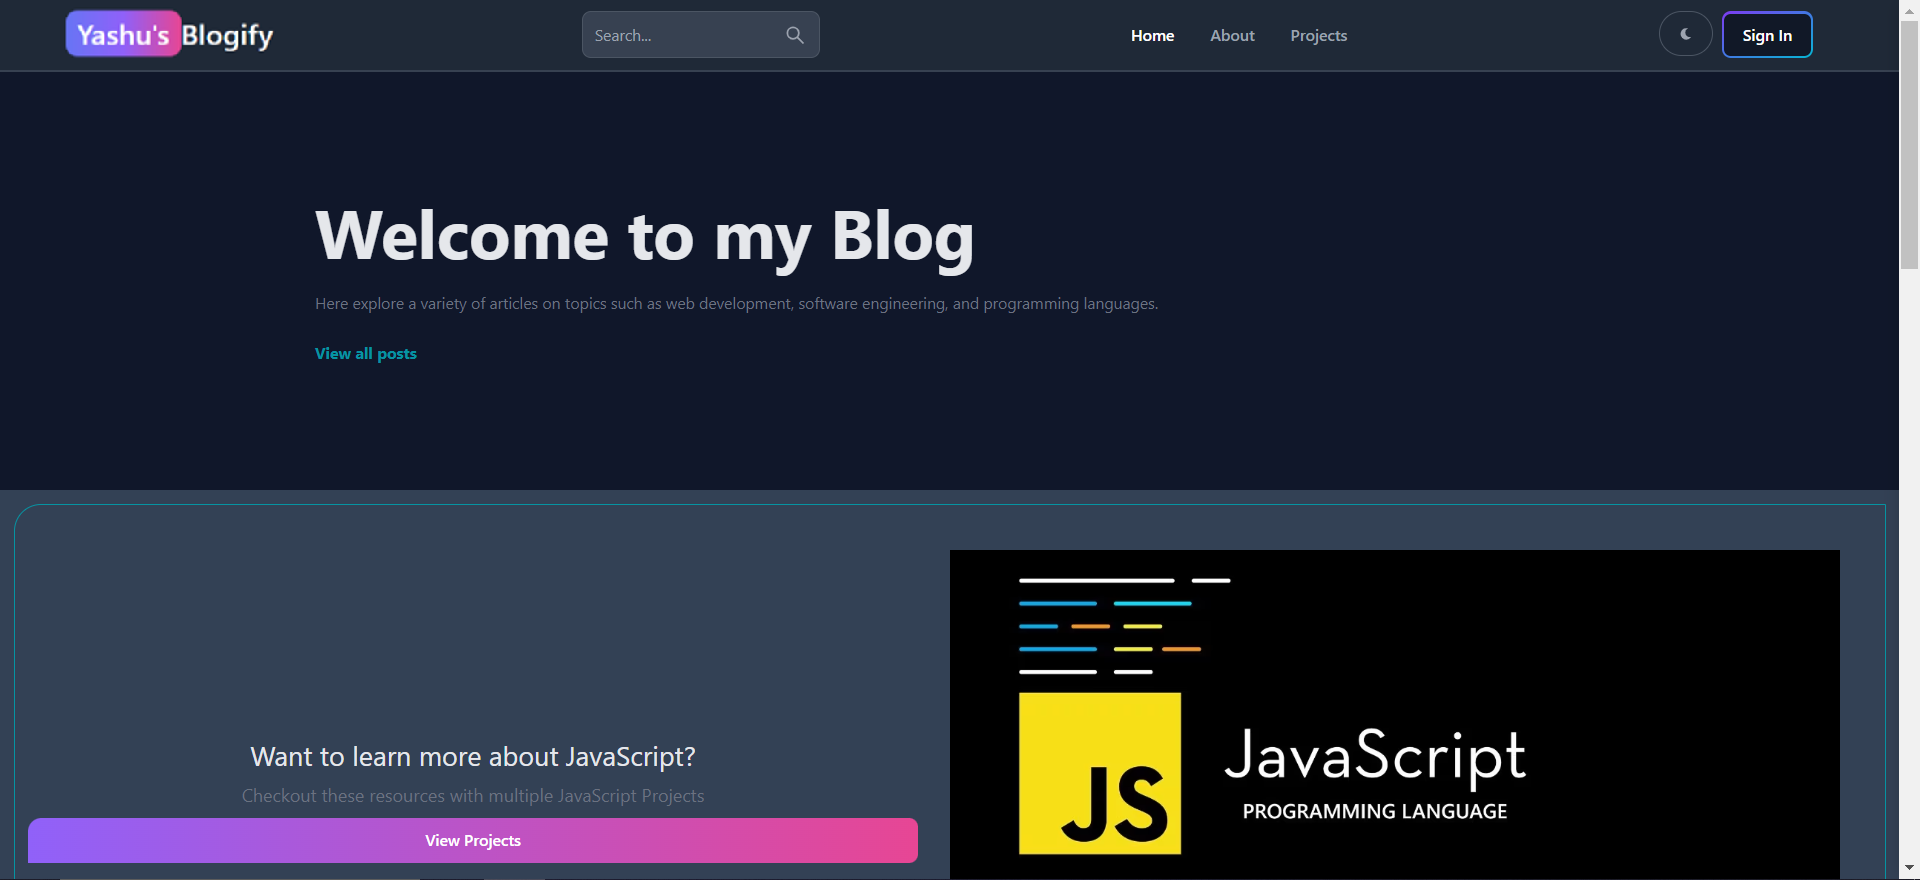 Yashu's Blogify
Search...
Home About Projects
Sign In
Welcome to my Blog
Here explore a variety of articles on topics such as web development, software engineering, and programming languages.
View all posts
Want to learn more about JavaScript?
Checkout these resources with multiple JavaScript Projects
View Projects
JS
JavaScript
PROGRAMMING LANGUAGE